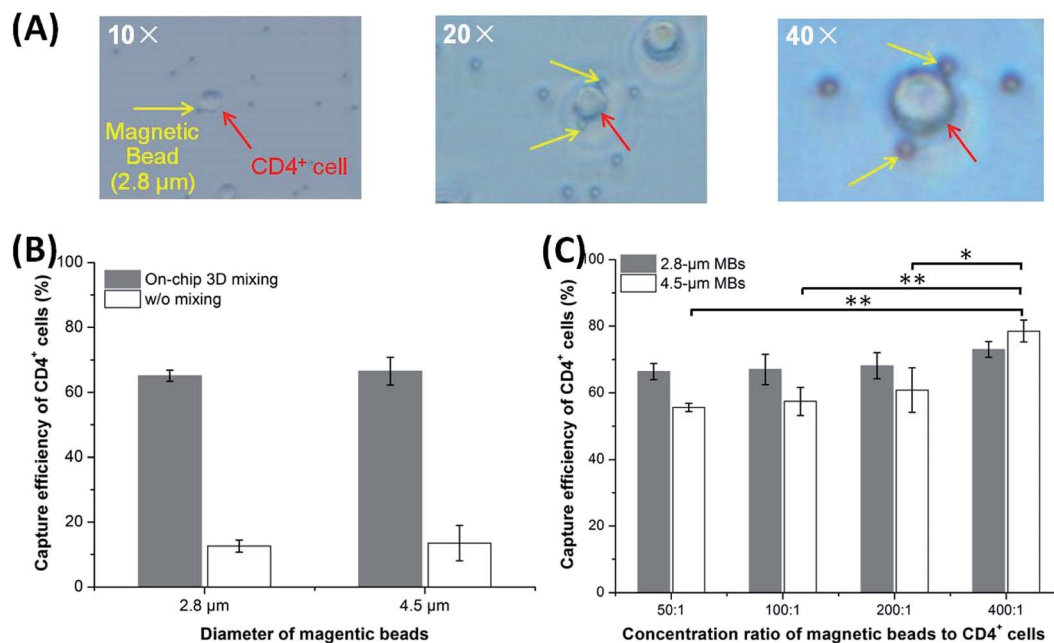 (A)
10×
Magnetic
Bead
(2.8 µm)
CD4⁺ cell
20×
40×
(B)
Capture efficiency of CD4⁺ cells (%)
100
80
60
40
20
0
On-chip 3D mixing
w/o mixing
2.8 µm
4.5 µm
Diameter of magentic beads
(C)
Capture efficiency of CD4⁺ cells (%)
100
80
60
40
20
0
2.8-µm MBs
4.5-µm MBs
*
**
**
50:1
100:1
200:1
400:1
Concentration ratio of magnetic beads to CD4⁺ cells